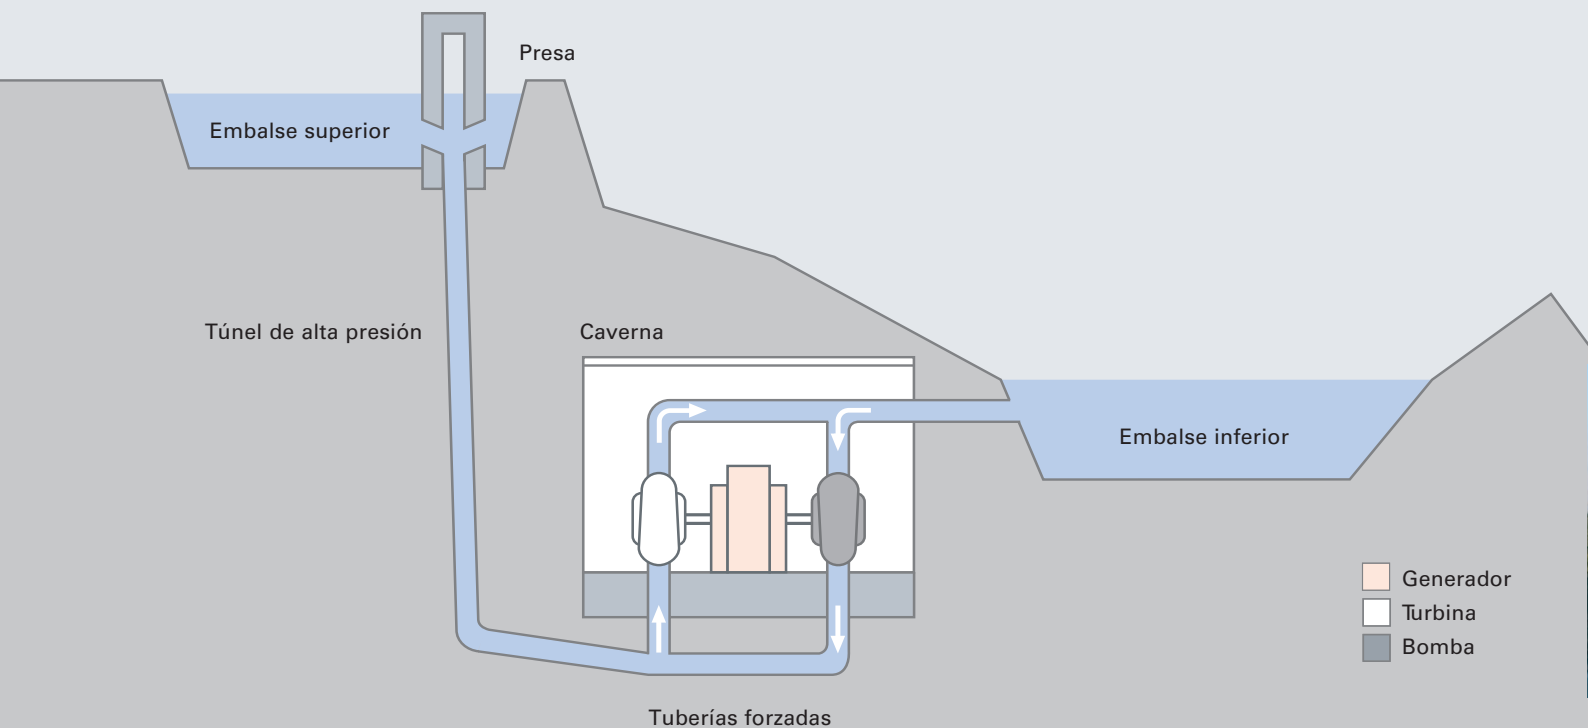 Presa
Embalse superior
Túnel de alta presión
Caverna
Embalse inferior
Generador
Turbina
Bomba
Tuberías forzadas